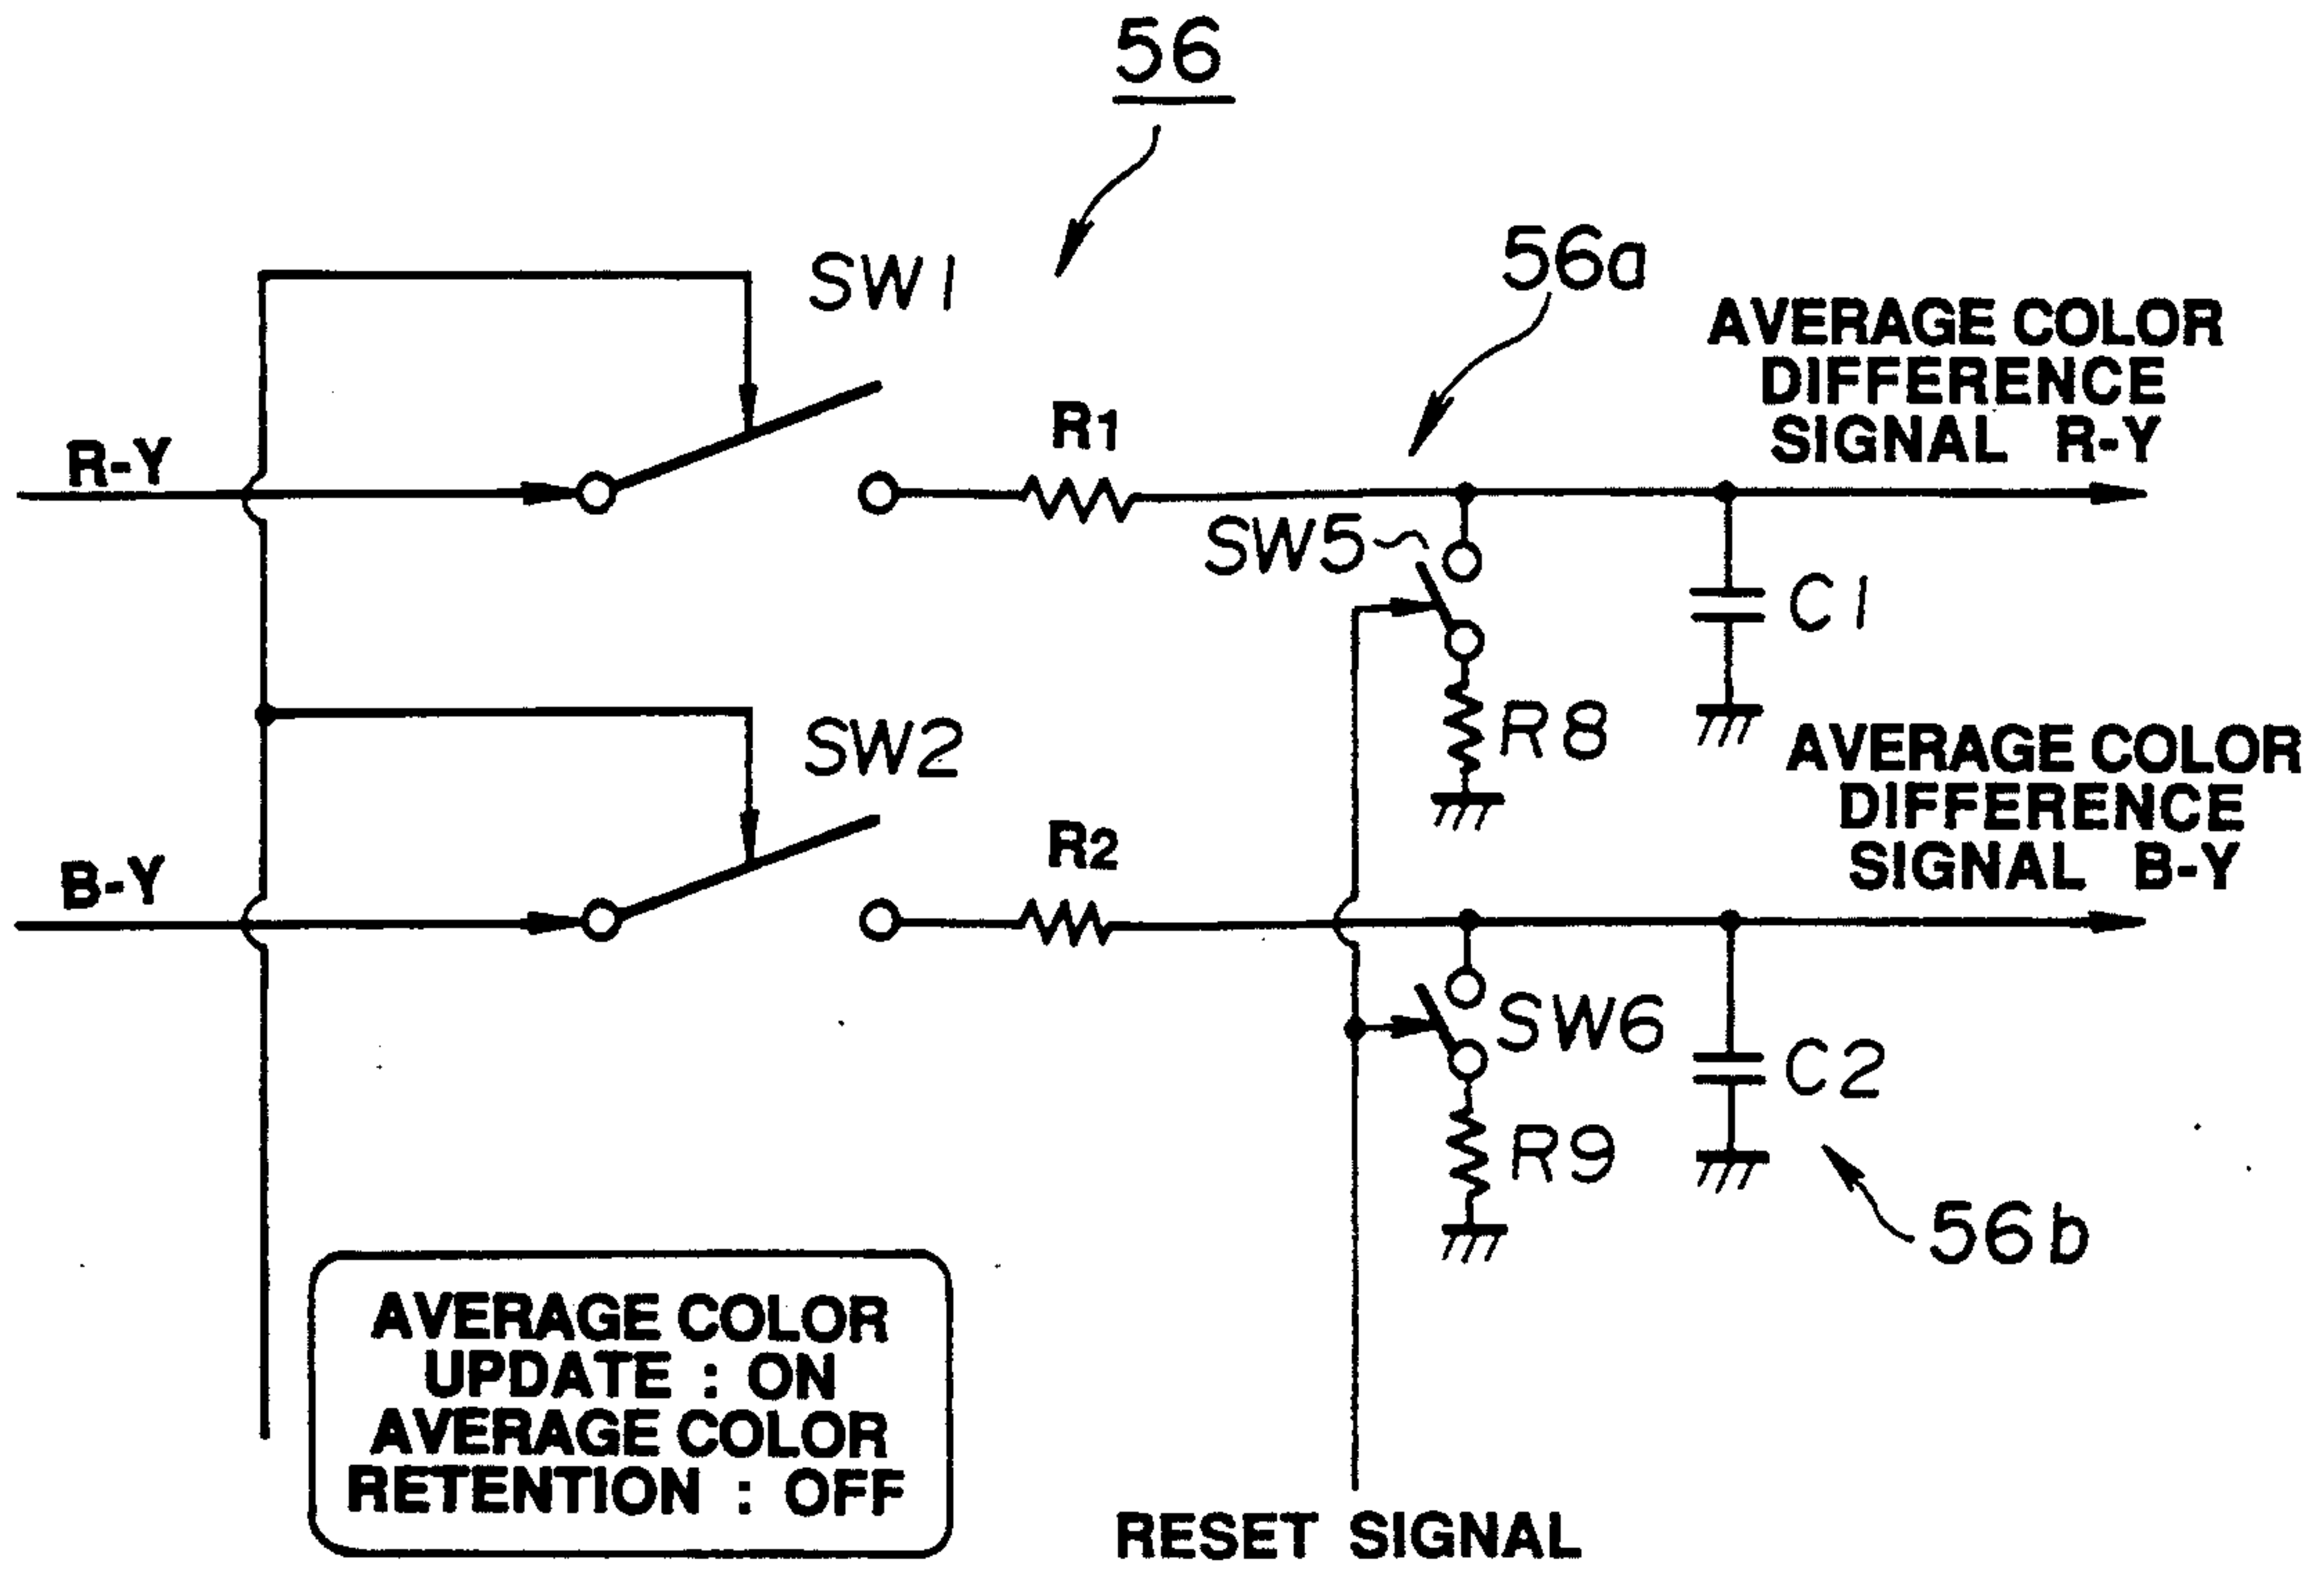 56
SW1
56a
AVERAGE COLOR
DIFFERENCE
SIGNAL R-Y
R-Y
R1
SW5
C1
R8
SW2
AVERAGE COLOR
DIFFERENCE
SIGNAL B-Y
B-Y
R2
SW6
C2
R9
56b
AVERAGE COLOR
UPDATE : ON
AVERAGE COLOR
RETENTION : OFF
RESET SIGNAL